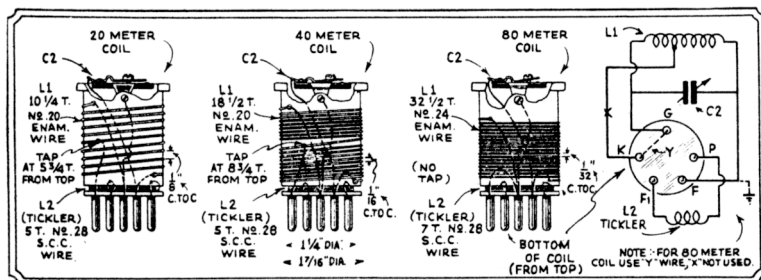 20 METER
COIL
C2
L1
10 1/4 T.
NO. 20
ENAM.
WIRE
TAP
AT 5 3/4 T.
FROM TOP
1/6"
C.TO C.
L2
(TICKLER)
5 T. NO. 28
S.C.C.
WIRE
40 METER
COIL
C2
L1
18 1/2 T.
NO. 20
ENAM.
WIRE
TAP
AT 8 3/4 T.
FROM TOP
1/16"
C.TO C.
L2
(TICKLER)
5 T. NO. 28
S.C.C.
WIRE
1 1/4" DIA.
1 7/16" DIA.
80 METER
COIL
C2
L1
32 1/2 T.
NO. 24
ENAM.
WIRE
(NO
TAP)
1/32"
C.TO C.
L2
(TICKLER)
7 T. NO. 28
S.C.C.
WIRE
BOTTOM
OF COIL
(FROM TOP)
L1
X
C2
G
K
Y
P
F1
F
L2
TICKLER
NOTE:- FOR 80 METER
COIL USE "Y" WIRE, "X" NOT USED.